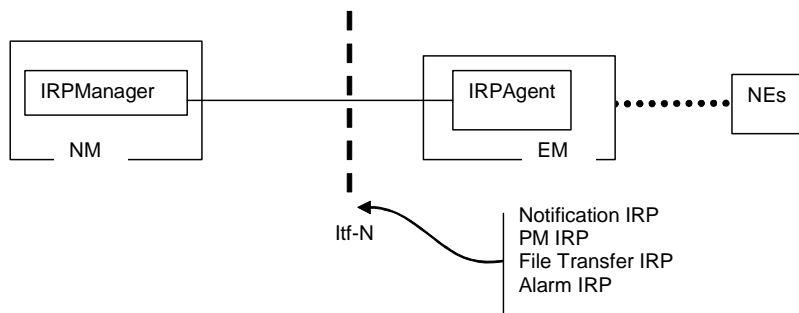 IRPManager
IRPAgent
NEs
NM
EM
Itf-N
Notification IRP
PM IRP
File Transfer IRP
Alarm IRP